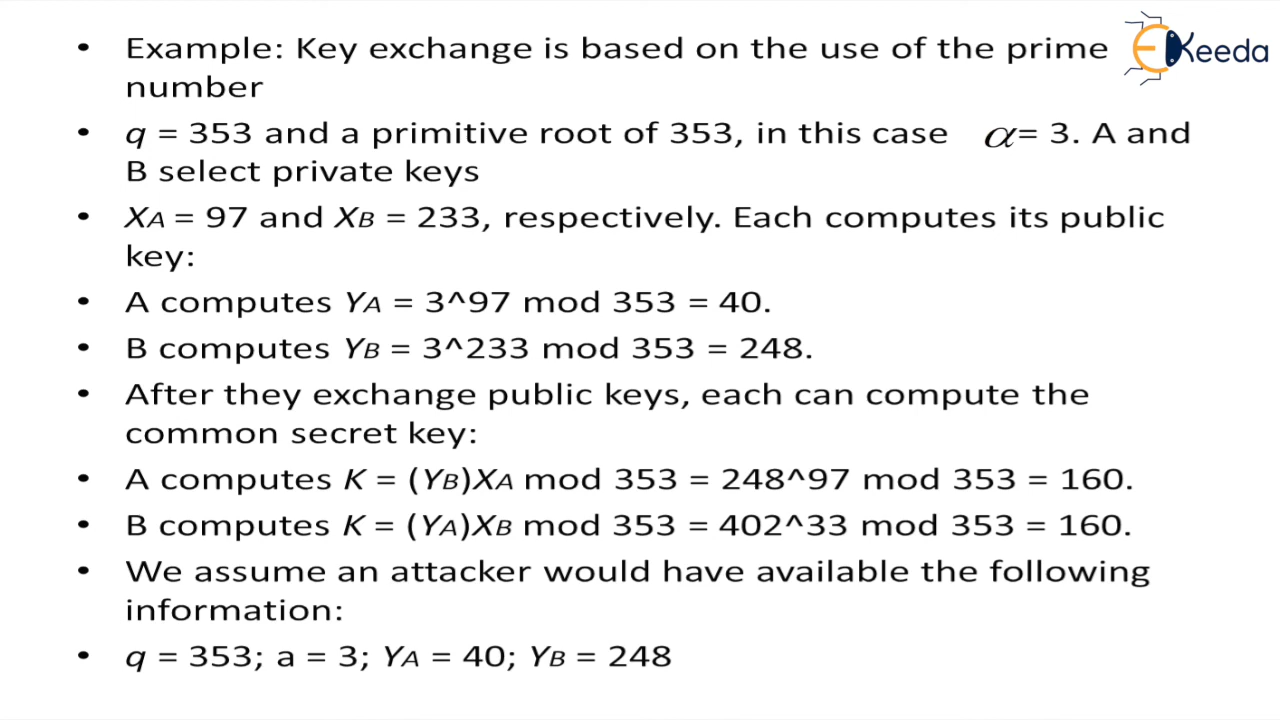 EKeeda
• Example: Key exchange is based on the use of the prime
number
• q = 353 and a primitive root of 353, in this case α = 3. A and
B select private keys
• XA = 97 and XB = 233, respectively. Each computes its public
key:
• A computes YA = 3^97 mod 353 = 40.
• B computes YB = 3^233 mod 353 = 248.
• After they exchange public keys, each can compute the
common secret key:
• A computes K = (YB)XA mod 353 = 248^97 mod 353 = 160.
• B computes K = (YA)XB mod 353 = 402^33 mod 353 = 160.
• We assume an attacker would have available the following
information:
• q = 353; a = 3; YA = 40; YB = 248